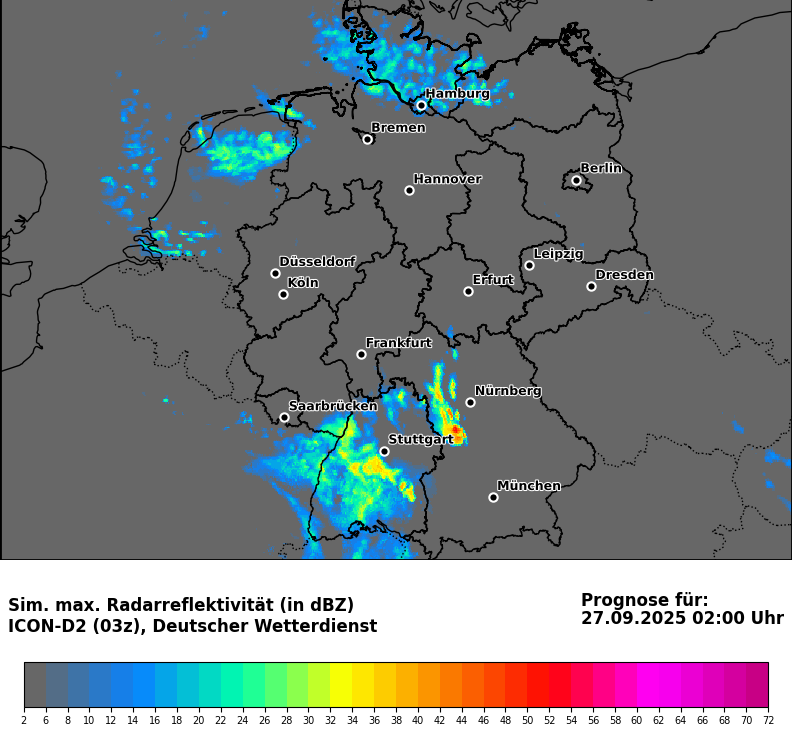 Hamburg
Bremen
Berlin
Hannover
Düsseldorf
Leipzig
Köln
Erfurt
Dresden
Frankfurt
Nürnberg
Saarbrücken
Stuttgart
München
Sim. max. Radarreflektivität (in dBZ)
ICON-D2 (03z), Deutscher Wetterdienst
Prognose für:
27.09.2025 02:00 Uhr
2 6 8 10 12 14 16 18 20 22 24 26 28 30 32 34 36 38 40 42 44 46 48 50 52 54 56 58 60 62 64 66 68 70 72